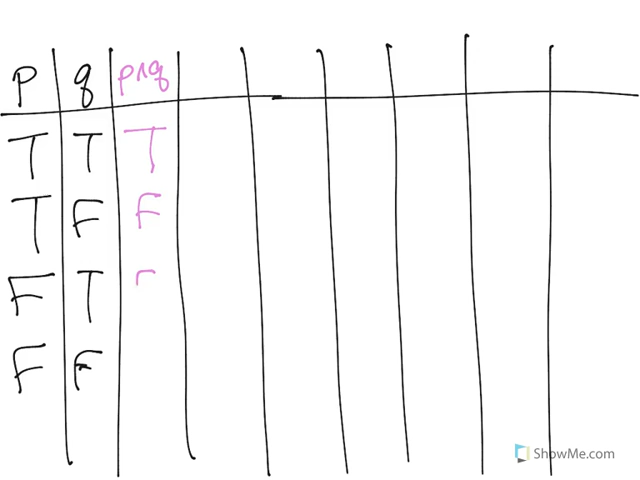 p q p∧q
T T T
T F F
F T
F F
ShowMe.com